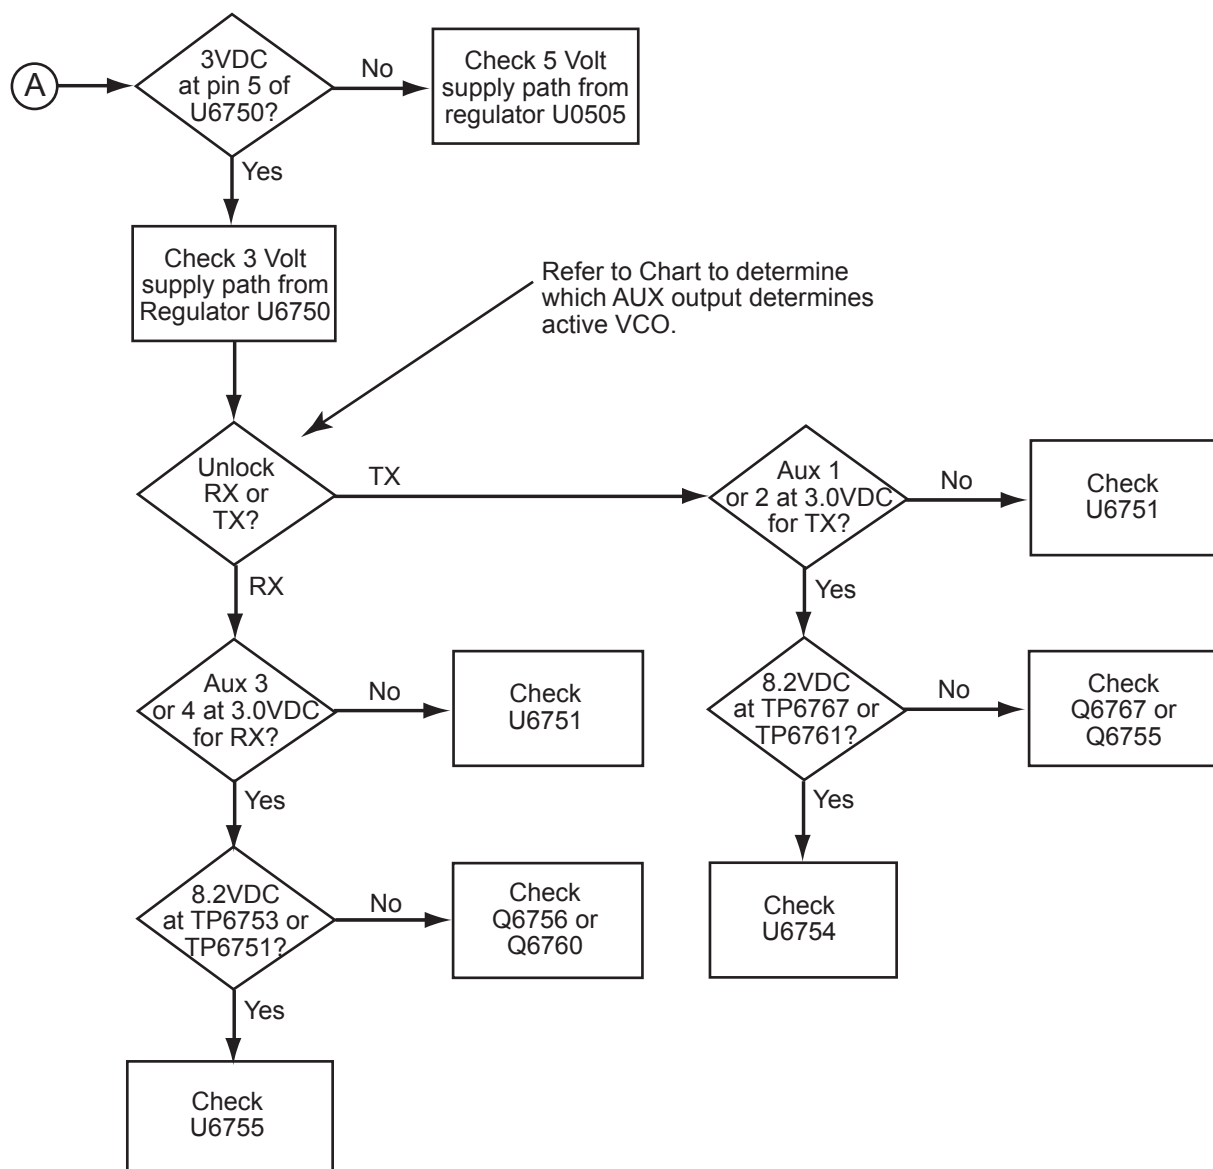 A
3VDC
at pin 5 of
U6750?
No
Check 5 Volt
supply path from
regulator U0505
Yes
Check 3 Volt
supply path from
Regulator U6750
Refer to Chart to determine
which AUX output determines
active VCO.
Unlock
RX or
TX?
TX
Aux 1
or 2 at 3.0VDC
for TX?
No
Check
U6751
RX
Yes
Aux 3
or 4 at 3.0VDC
for RX?
No
Check
U6751
8.2VDC
at TP6767 or
TP6761?
No
Check
Q6767 or
Q6755
Yes
Yes
8.2VDC
at TP6753 or
TP6751?
No
Check
Q6756 or
Q6760
Check
U6754
Yes
Check
U6755